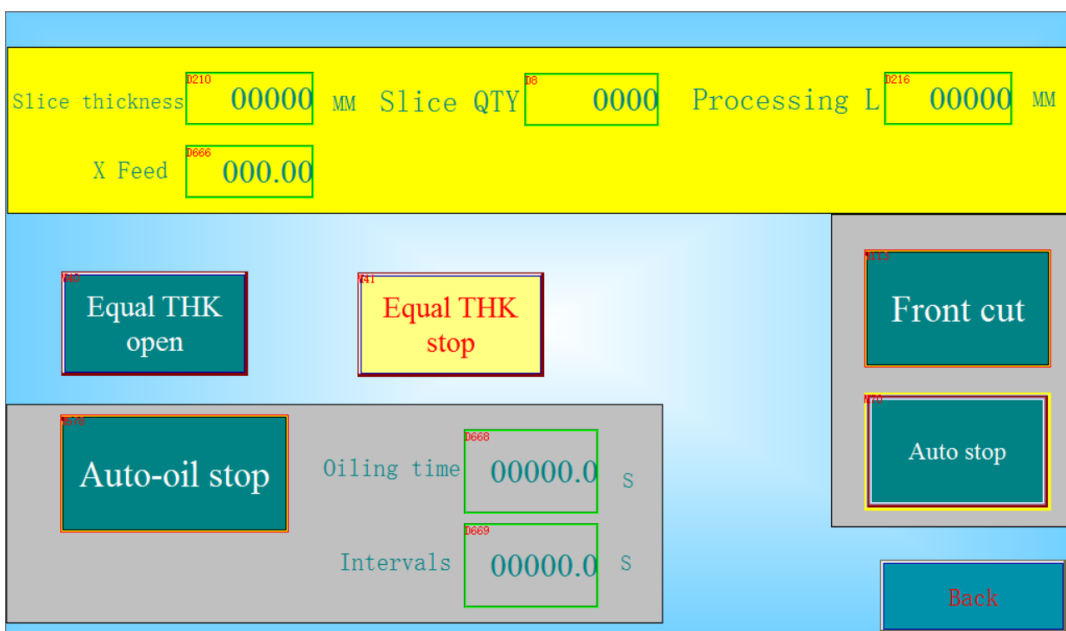 D210
D8
D216
Slice thickness 00000 MM Slice QTY 0000 Processing L 00000 MM
D666
X Feed 000.00
M40
Equal THK
open
M41
Equal THK
stop
Front cut
Auto-oil stop
D668
Oiling time 00000.0 S
D669
Intervals 00000.0 S
M70
Auto stop
Back